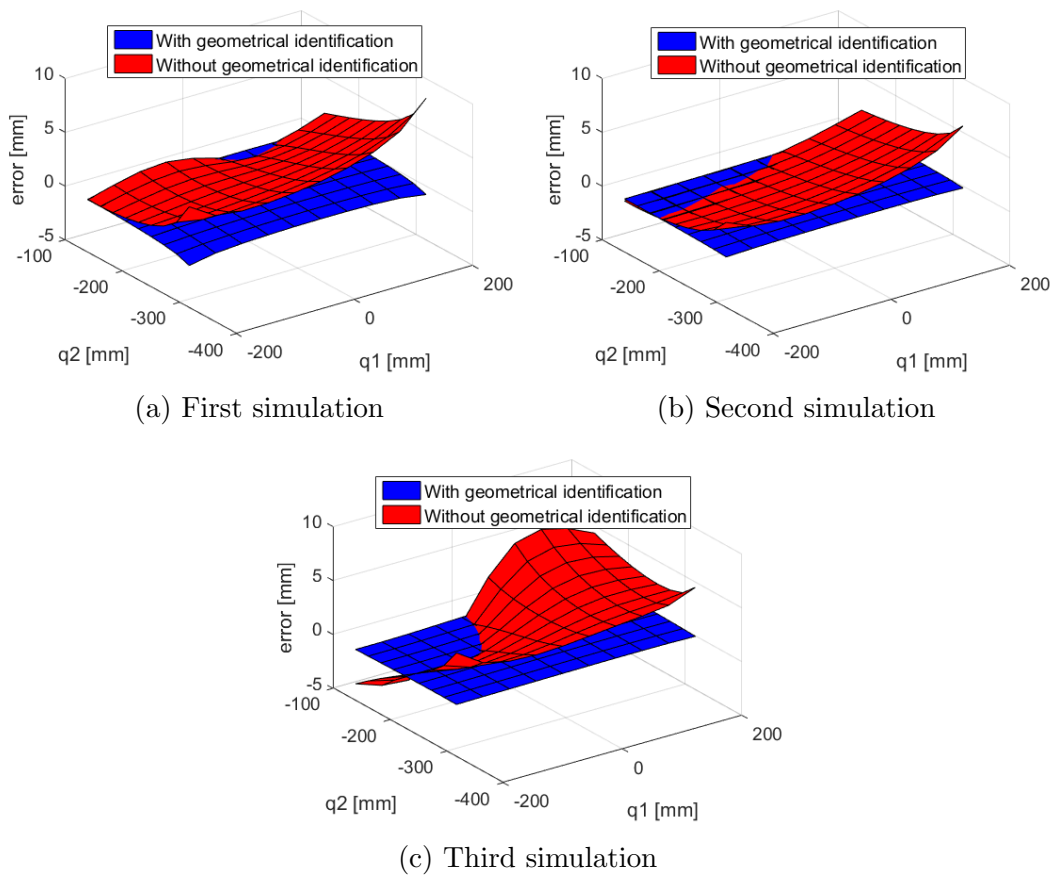 With geometrical identification
Without geometrical identification
10
5
0
-5
error [mm]
-100
-200
-300
-400
q2 [mm]
-200
0
200
q1 [mm]
(a) First simulation
With geometrical identification
Without geometrical identification
10
5
0
-5
error [mm]
-100
-200
-300
-400
q2 [mm]
-200
0
200
q1 [mm]
(b) Second simulation
With geometrical identification
Without geometrical identification
10
5
0
-5
error [mm]
-100
-200
-300
-400
q2 [mm]
-200
0
200
q1 [mm]
(c) Third simulation